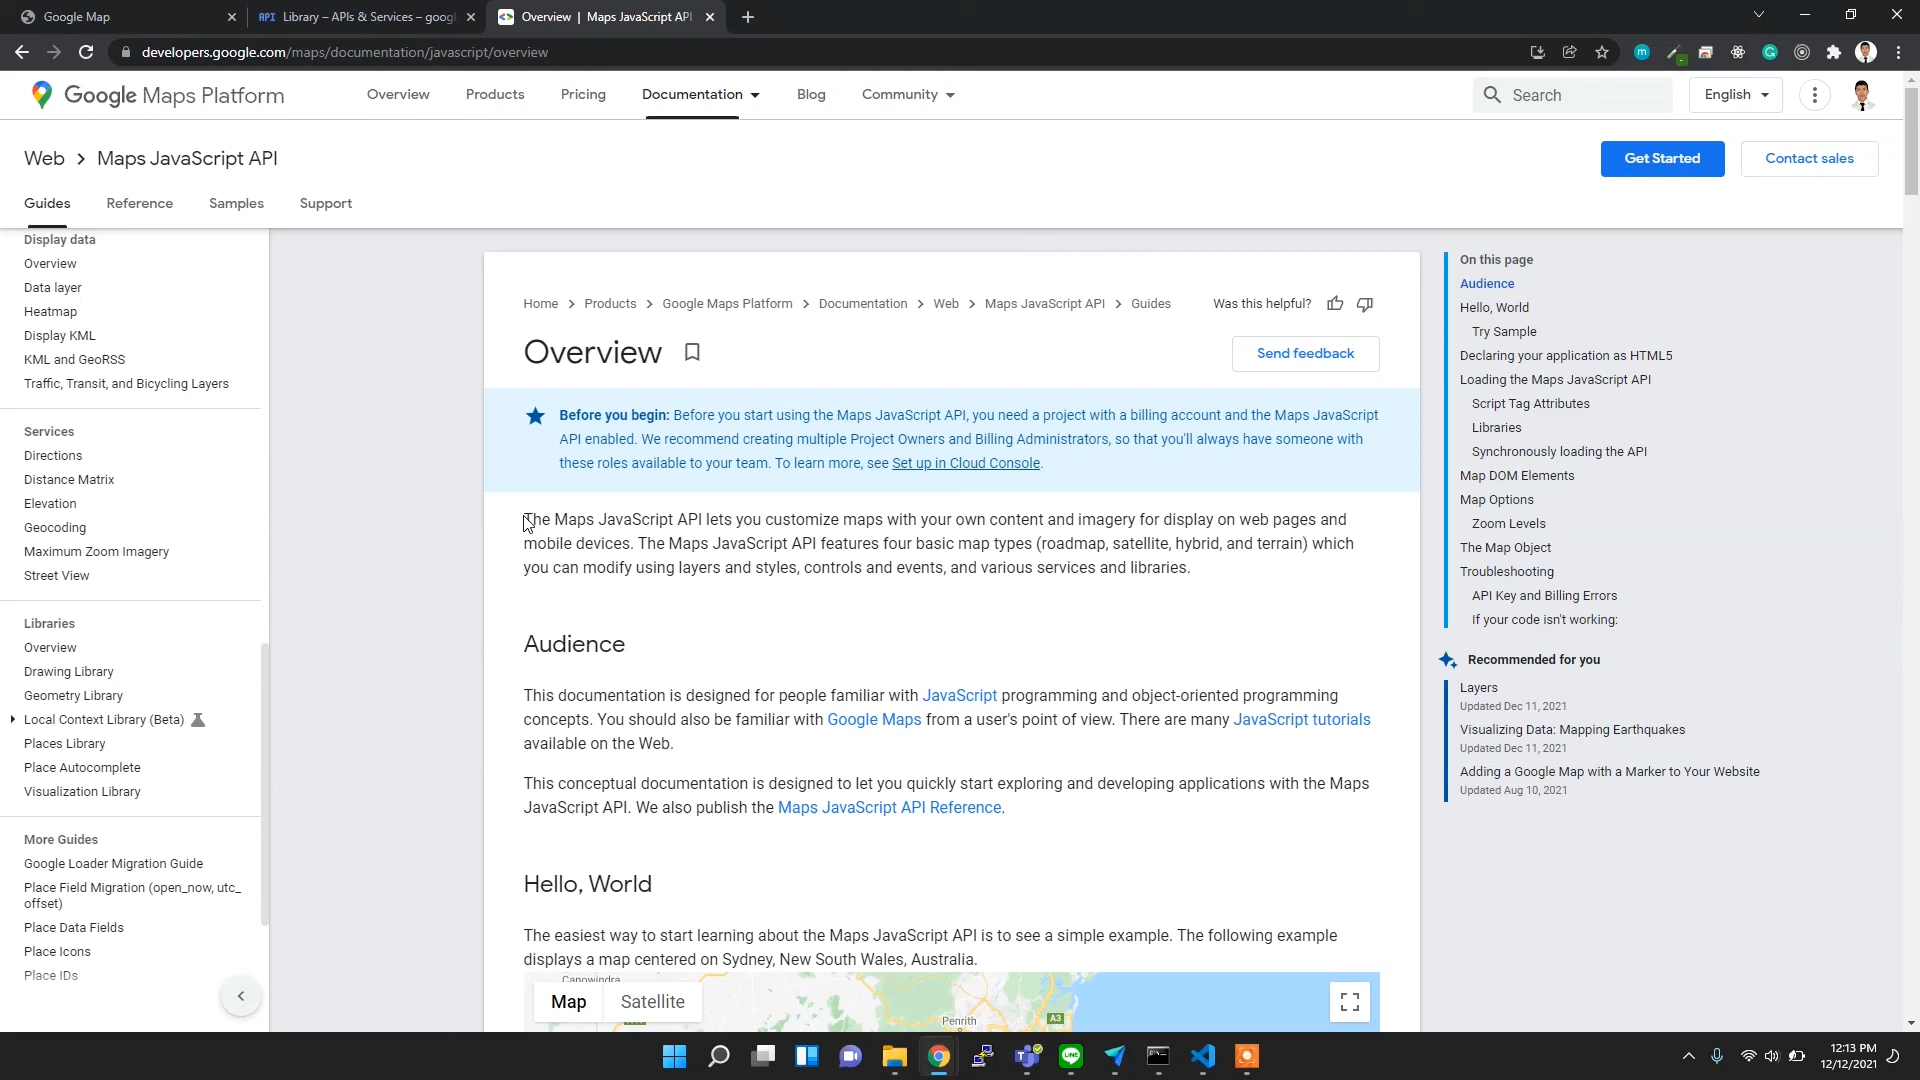 Google Map
API Library – APIs & Services – goog
Overview | Maps JavaScript API
developers.google.com/maps/documentation/javascript/overview
Google Maps Platform
Overview
Products
Pricing
Documentation
Blog
Community
Search
English
Web > Maps JavaScript API
Get Started
Contact sales
Guides
Reference
Samples
Support
Display data
Overview
Data layer
Heatmap
Display KML
KML and GeoRSS
Traffic, Transit, and Bicycling Layers
Services
Directions
Distance Matrix
Elevation
Geocoding
Maximum Zoom Imagery
Street View
Libraries
Overview
Drawing Library
Geometry Library
Local Context Library (Beta)
Places Library
Place Autocomplete
Visualization Library
More Guides
Google Loader Migration Guide
Place Field Migration (open_now, utc_
offset)
Place Data Fields
Place Icons
Place IDs
Home > Products > Google Maps Platform > Documentation > Web > Maps JavaScript API > Guides
Was this helpful?
Overview
Send feedback
Before you begin: Before you start using the Maps JavaScript API, you need a project with a billing account and the Maps JavaScript
API enabled. We recommend creating multiple Project Owners and Billing Administrators, so that you'll always have someone with
these roles available to your team. To learn more, see Set up in Cloud Console.
The Maps JavaScript API lets you customize maps with your own content and imagery for display on web pages and
mobile devices. The Maps JavaScript API features four basic map types (roadmap, satellite, hybrid, and terrain) which
you can modify using layers and styles, controls and events, and various services and libraries.
Audience
This documentation is designed for people familiar with JavaScript programming and object-oriented programming
concepts. You should also be familiar with Google Maps from a user's point of view. There are many JavaScript tutorials
available on the Web.
This conceptual documentation is designed to let you quickly start exploring and developing applications with the Maps
JavaScript API. We also publish the Maps JavaScript API Reference.
Hello, World
The easiest way to start learning about the Maps JavaScript API is to see a simple example. The following example
displays a map centered on Sydney, New South Wales, Australia.
Canowindra
Map
Satellite
Penrith
A3
On this page
Audience
Hello, World
Try Sample
Declaring your application as HTML5
Loading the Maps JavaScript API
Script Tag Attributes
Libraries
Synchronously loading the API
Map DOM Elements
Map Options
Zoom Levels
The Map Object
Troubleshooting
API Key and Billing Errors
If your code isn't working:
Recommended for you
Layers
Updated Dec 11, 2021
Visualizing Data: Mapping Earthquakes
Updated Dec 11, 2021
Adding a Google Map with a Marker to Your Website
Updated Aug 10, 2021
12:13 PM
12/12/2021